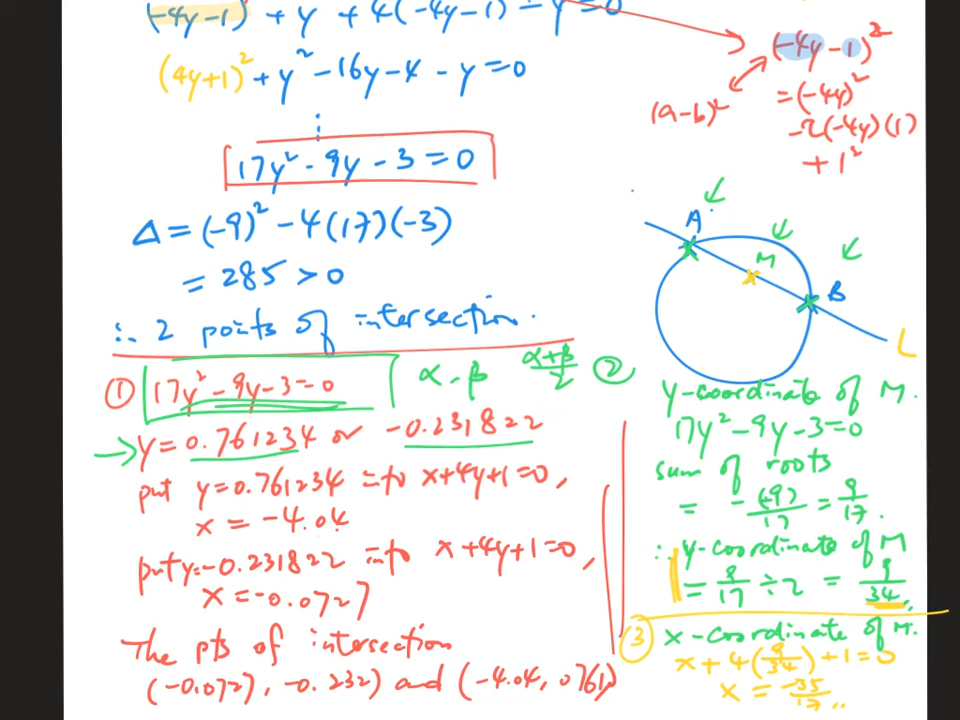 (-4y-1)² + y² + 4(-4y-1) - y = 0
(4y+1)² + y² - 16y - 4 - y = 0
⋮
17y² - 9y - 3 = 0
Δ = (-9)² - 4(17)(-3)
= 285 > 0
∴ 2 points of intersection.
(-4y-1)²
(a-b)²
= (-4y)²
-2(-4y)(1)
+ 1²
A
M
B
L
① 17y² - 9y - 3 = 0
α, β
α+β/2
→ y = 0.761234 or -0.231822
put y = 0.761234 into x+4y+1=0,
x = -4.04
put y = -0.231822 into x+4y+1=0,
x = -0.0727
The pts of intersection
(-0.0727, -0.232) and (-4.04, 0.761)
②
y-coordinate of M.
17y² - 9y - 3 = 0
sum of roots
= -(-9)/17 = 9/17.
∴ y-coordinate of M
= 9/17 ÷ 2 = 9/34
③ x-coordinate of M.
x + 4(9/34) + 1 = 0
x = -35/17